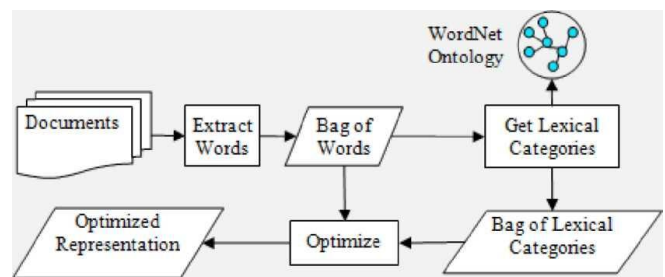 WordNet
Ontology
Documents
Extract
Words
Bag of
Words
Get Lexical
Categories
Optimized
Representation
Optimize
Bag of Lexical
Categories